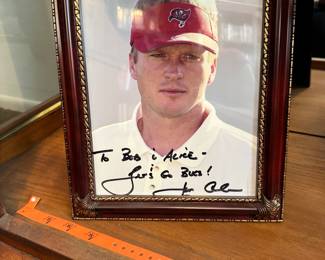 To Bob & Alice -
Let's Go Bucs!